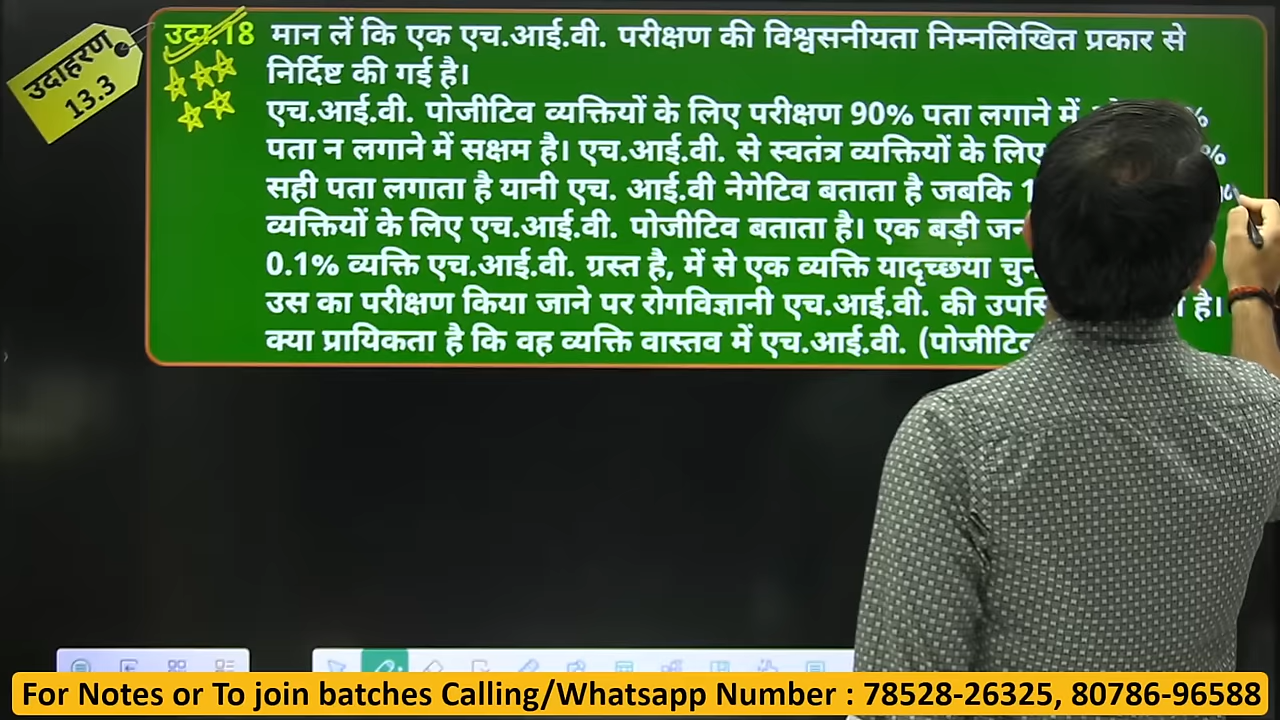 उदाहरण
13.3
उदा.18 मान लें कि एक एच.आई.वी. परीक्षण की विश्वसनीयता निम्नलिखित प्रकार से
निर्दिष्ट की गई है।
एच.आई.वी. पोजीटिव व्यक्तियों के लिए परीक्षण 90% पता लगाने में %
पता न लगाने में सक्षम है। एच.आई.वी. से स्वतंत्र व्यक्तियों के लिए %
सही पता लगाता है यानी एच. आई.वी नेगेटिव बताता है जबकि 1
व्यक्तियों के लिए एच.आई.वी. पोजीटिव बताता है। एक बड़ी
0.1% व्यक्ति एच.आई.वी. ग्रस्त है, में से एक व्यक्ति यादृच्छया
उस का परीक्षण किया जाने पर रोगविज्ञानी एच.आई.वी. की है।
क्या प्रायिकता है कि वह व्यक्ति वास्तव में एच.आई.वी.
For Notes or To join batches Calling/Whatsapp Number : 78528-26325, 80786-96588